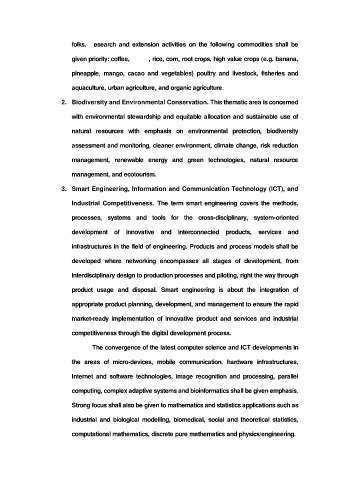 folks. esearch and extension activities on the following commodities shall be
given priority: coffee, , rice, corn, root crops, high value crops (e.g. banana,
pineapple, mango, cacao and vegetables) poultry and livestock, fisheries and
aquaculture, urban agriculture, and organic agriculture.
2. Biodiversity and Environmental Conservation. This thematic area is concerned
with environmental stewardship and equitable allocation and sustainable use of
natural resources with emphasis on environmental protection, biodiversity
assessment and monitoring, cleaner environment, climate change, risk reduction
management, renewable energy and green technologies, natural resource
management, and ecotourism.
3. Smart Engineering, Information and Communication Technology (ICT), and
Industrial Competitiveness. The term smart engineering covers the methods,
processes, systems and tools for the cross-disciplinary, system-oriented
development of innovative and interconnected products, services and
infrastructures in the field of engineering. Products and process models shall be
developed where networking encompasses all stages of development, from
interdisciplinary design to production processes and piloting, right the way through
product usage and disposal. Smart engineering is about the integration of
appropriate product planning, development, and management to ensure the rapid
market-ready implementation of innovative product and services and industrial
competitiveness through the digital development process.
The convergence of the latest computer science and ICT developments in
the areas of micro-devices, mobile communication, hardware infrastructures,
Internet and software technologies, image recognition and processing, parallel
computing, complex adaptive systems and bioinformatics shall be given emphasis.
Strong focus shall also be given to mathematics and statistics applications such as
industrial and biological modelling, biomedical, social and theoretical statistics,
computational mathematics, discrete pure mathematics and physics/engineering.